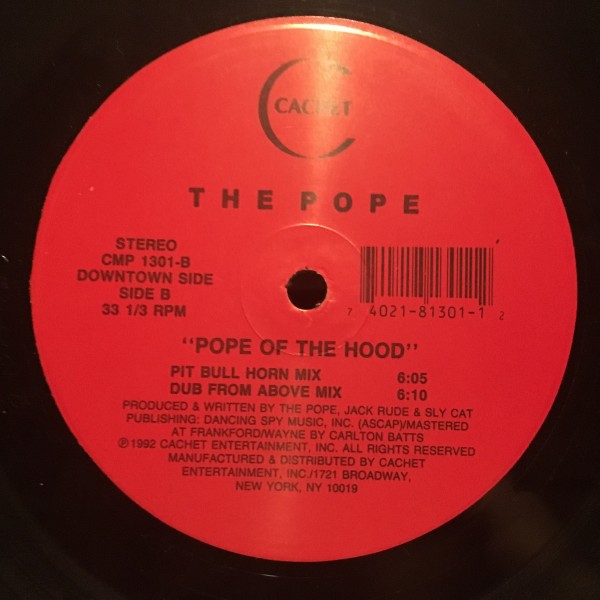 CACHET
THE POPE
STEREO
CMP 1301-B
DOWNTOWN SIDE
SIDE B
33 1/3 RPM
7 4021-81301-1 2
"POPE OF THE HOOD"
PIT BULL HORN MIX 6:05
DUB FROM ABOVE MIX 6:10
PRODUCED & WRITTEN BY THE POPE, JACK RUDE & SLY CAT
PUBLISHING: DANCING SPY MUSIC, INC. (ASCAP)/MASTERED
AT FRANKFORD/WAYNE BY CARLTON BATTS
℗1992 CACHET ENTERTAINMENT, INC. ALL RIGHTS RESERVED
MANUFACTURED & DISTRIBUTED BY CACHET
ENTERTAINMENT, INC./1721 BROADWAY,
NEW YORK, NY 10019